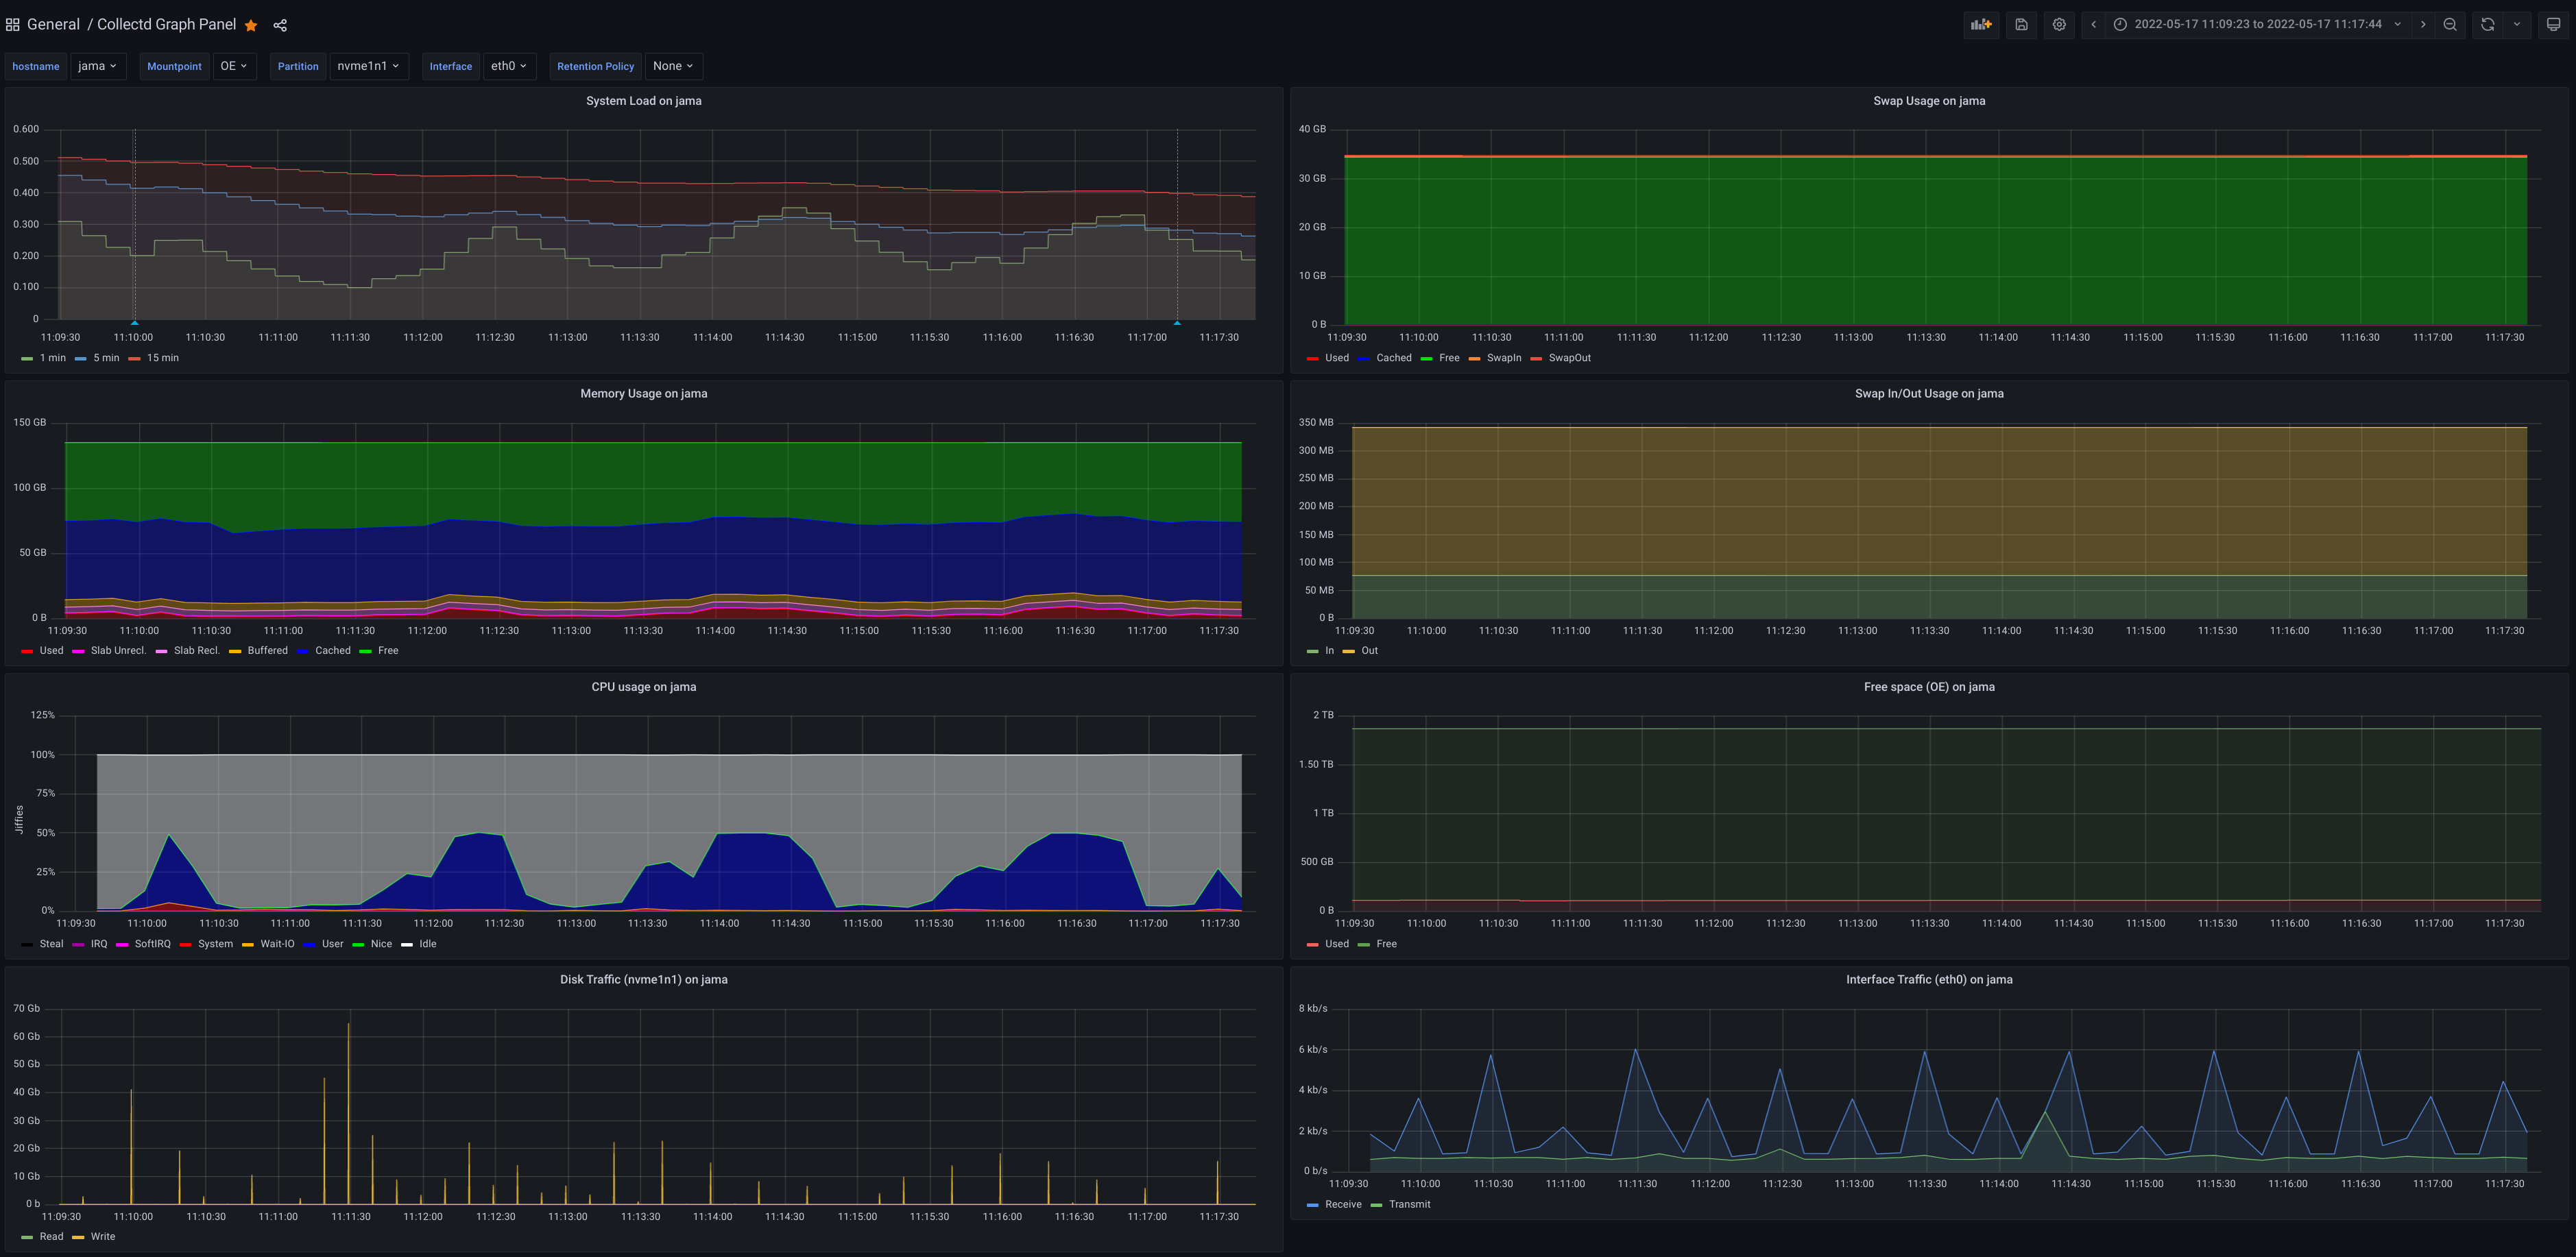 General / Collectd Graph Panel
2022-05-17 11:09:23 to 2022-05-17 11:17:44
hostname jama Mountpoint OE Partition nvme1n1 Interface eth0 Retention Policy None
System Load on jama
0.600
0.500
0.400
0.300
0.200
0.100
0
11:09:30 11:10:00 11:10:30 11:11:00 11:11:30 11:12:00 11:12:30 11:13:00 11:13:30 11:14:00 11:14:30 11:15:00 11:15:30 11:16:00 11:16:30 11:17:00 11:17:30
1 min 5 min 15 min
Swap Usage on jama
40 GB
30 GB
20 GB
10 GB
0 B
11:09:30 11:10:00 11:10:30 11:11:00 11:11:30 11:12:00 11:12:30 11:13:00 11:13:30 11:14:00 11:14:30 11:15:00 11:15:30 11:16:00 11:16:30 11:17:00 11:17:30
Used Cached Free SwapIn SwapOut
Memory Usage on jama
150 GB
100 GB
50 GB
0 B
11:09:30 11:10:00 11:10:30 11:11:00 11:11:30 11:12:00 11:12:30 11:13:00 11:13:30 11:14:00 11:14:30 11:15:00 11:15:30 11:16:00 11:16:30 11:17:00 11:17:30
Used Slab Unrecl. Slab Recl. Buffered Cached Free
Swap In/Out Usage on jama
350 MB
300 MB
250 MB
200 MB
150 MB
100 MB
50 MB
0 B
11:09:30 11:10:00 11:10:30 11:11:00 11:11:30 11:12:00 11:12:30 11:13:00 11:13:30 11:14:00 11:14:30 11:15:00 11:15:30 11:16:00 11:16:30 11:17:00 11:17:30
In Out
CPU usage on jama
125%
100%
75%
50%
25%
0%
Jiffies
11:09:30 11:10:00 11:10:30 11:11:00 11:11:30 11:12:00 11:12:30 11:13:00 11:13:30 11:14:00 11:14:30 11:15:00 11:15:30 11:16:00 11:16:30 11:17:00 11:17:30
Steal IRQ SoftIRQ System Wait-IO User Nice Idle
Free space (OE) on jama
2 TB
1.50 TB
1 TB
500 GB
0 B
11:09:30 11:10:00 11:10:30 11:11:00 11:11:30 11:12:00 11:12:30 11:13:00 11:13:30 11:14:00 11:14:30 11:15:00 11:15:30 11:16:00 11:16:30 11:17:00 11:17:30
Used Free
Disk Traffic (nvme1n1) on jama
70 Gb
60 Gb
50 Gb
40 Gb
30 Gb
20 Gb
10 Gb
0 b
11:09:30 11:10:00 11:10:30 11:11:00 11:11:30 11:12:00 11:12:30 11:13:00 11:13:30 11:14:00 11:14:30 11:15:00 11:15:30 11:16:00 11:16:30 11:17:00 11:17:30
Read Write
Interface Traffic (eth0) on jama
8 kb/s
6 kb/s
4 kb/s
2 kb/s
0 b/s
11:09:30 11:10:00 11:10:30 11:11:00 11:11:30 11:12:00 11:12:30 11:13:00 11:13:30 11:14:00 11:14:30 11:15:00 11:15:30 11:16:00 11:16:30 11:17:00 11:17:30
Receive Transmit